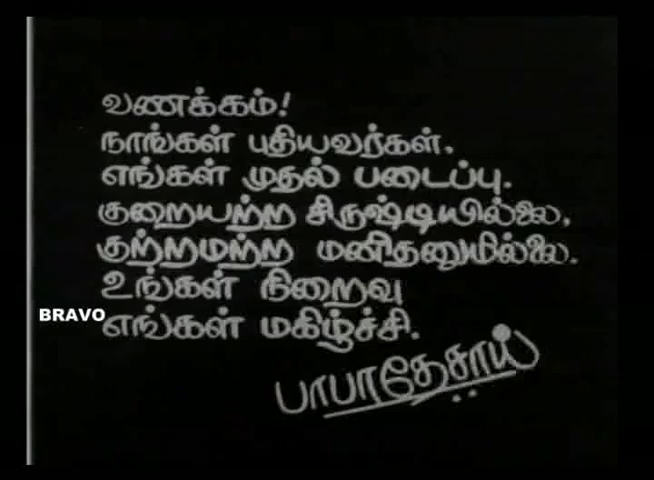 வணக்கம்!
நாங்கள் புதியவர்கள்.
எங்கள் முதல் படைப்பு.
குறையற்ற சிருஷ்டியில்லை,
குற்றமற்ற மனிதனுமில்லை.
உங்கள் நிறைவு
BRAVO
எங்கள் மகிழ்ச்சி.
பாபாதேசாய்